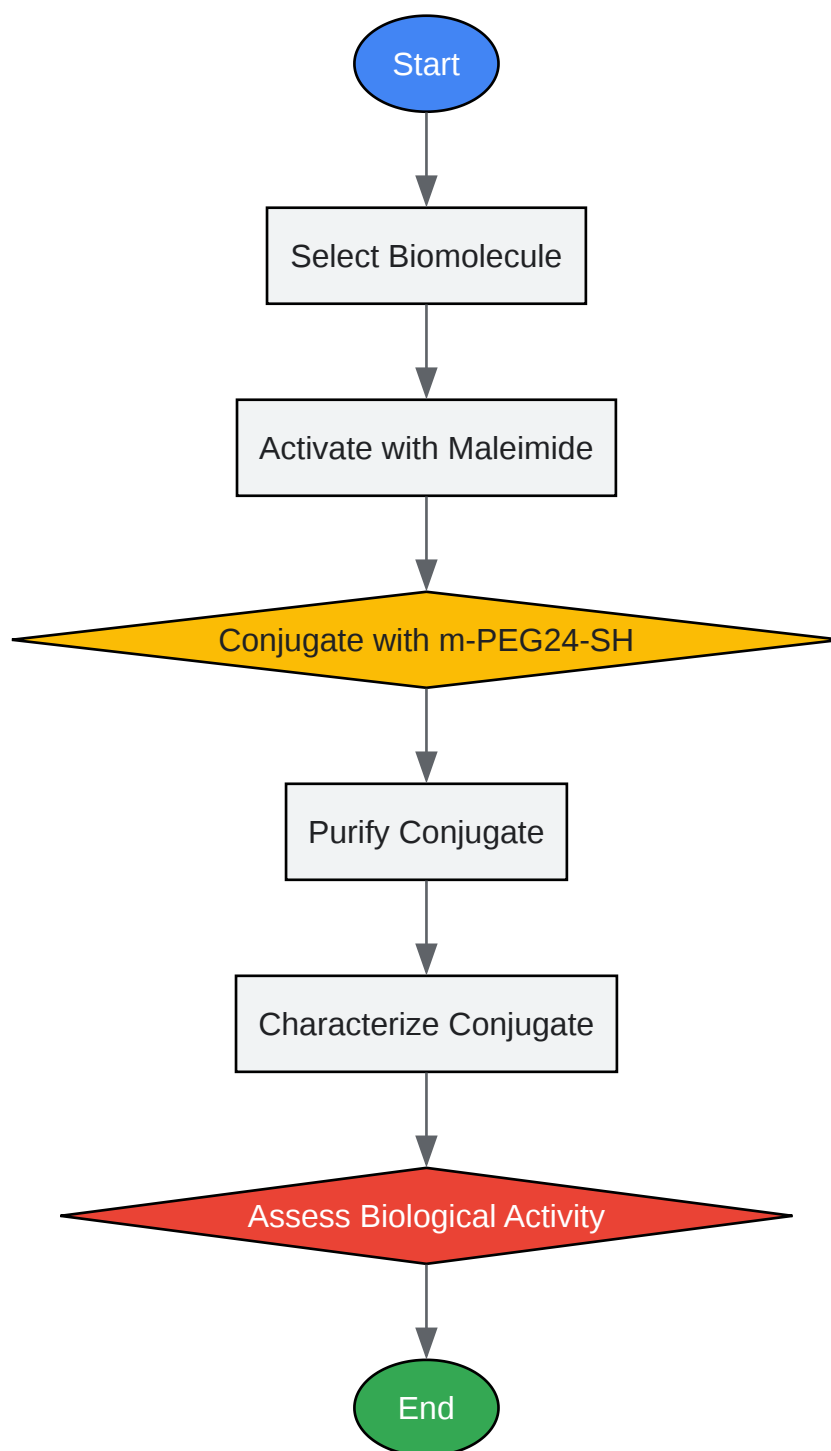 Start
Select Biomolecule
Activate with Maleimide
Conjugate with m-PEG24-SH
Purify Conjugate
Characterize Conjugate
Assess Biological Activity
End